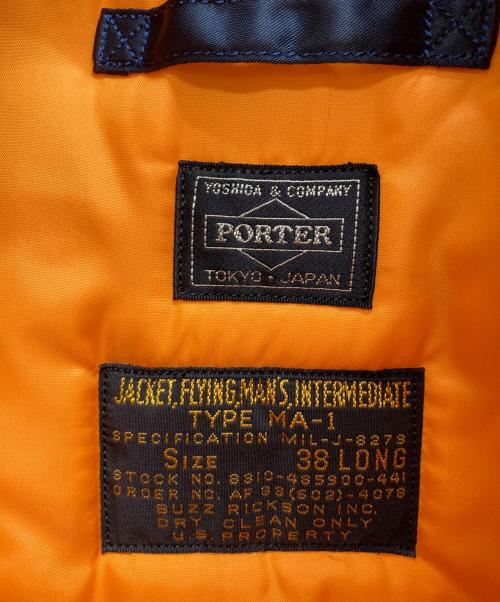 YOSHIDA & COMPANY
PORTER
TOKYO · JAPAN
JACKET, FLYING, MAN'S, INTERMEDIATE
TYPE MA-1
SPECIFICATION MIL-J-8279
SIZE 38 LONG
STOCK NO. 8310-485900-441
ORDER NO. AF 33(602)-4078
BUZZ RICKSON INC.
DRY CLEAN ONLY
U.S. PROPERTY